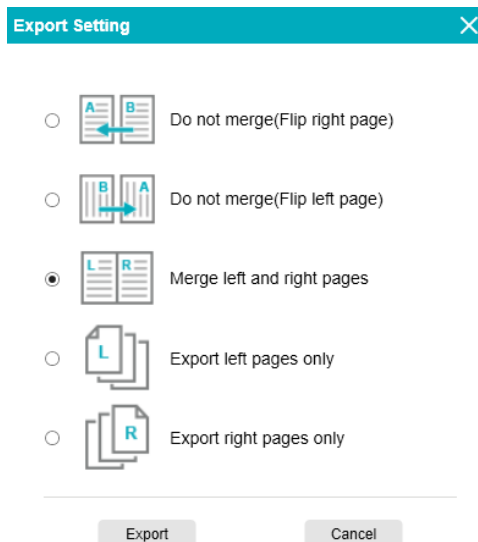 Export Setting
A B
Do not merge(Flip right page)
B A
Do not merge(Flip left page)
L R
Merge left and right pages
L
Export left pages only
R
Export right pages only
Export Cancel